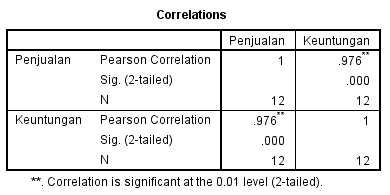 Correlations
Penjualan Keuntungan
Penjualan Pearson Correlation 1 .976**
Sig. (2-tailed) .000
N 12 12
Keuntungan Pearson Correlation .976** 1
Sig. (2-tailed) .000
N 12 12
**. Correlation is significant at the 0.01 level (2-tailed).